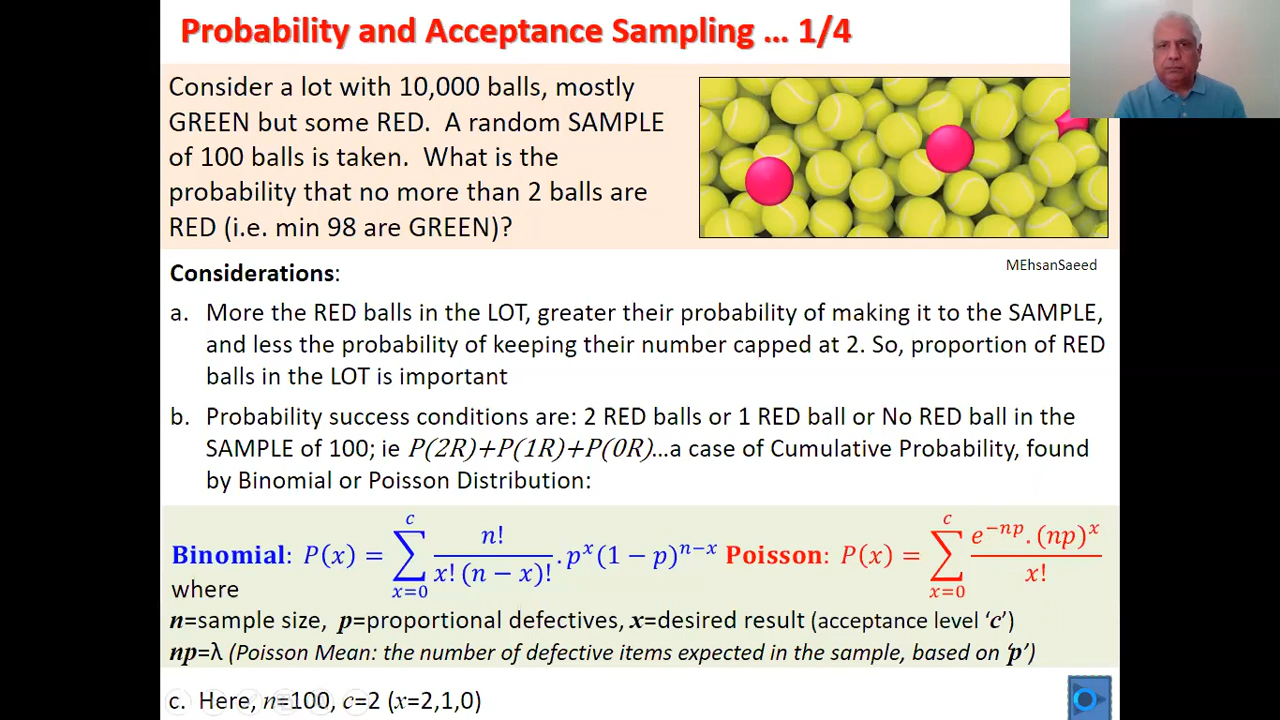 Probability and Acceptance Sampling … 1/4
Consider a lot with 10,000 balls, mostly
GREEN but some RED. A random SAMPLE
of 100 balls is taken. What is the
probability that no more than 2 balls are
RED (i.e. min 98 are GREEN)?
MEhsanSaeed
Considerations:
a. More the RED balls in the LOT, greater their probability of making it to the SAMPLE,
and less the probability of keeping their number capped at 2. So, proportion of RED
balls in the LOT is important
b. Probability success conditions are: 2 RED balls or 1 RED ball or No RED ball in the
SAMPLE of 100; ie P(2R)+P(1R)+P(0R)…a case of Cumulative Probability, found
by Binomial or Poisson Distribution:
Binomial: P(x) = ∑_{x=0}^{c} n!/(x! (n − x)!) . p^x (1 − p)^{n−x} Poisson: P(x) = ∑_{x=0}^{c} e^{−np}.(np)^x/x!
where
n=sample size, p=proportional defectives, x=desired result (acceptance level ‘c’)
np=λ (Poisson Mean: the number of defective items expected in the sample, based on ‘p’)
c. Here, n=100, c=2 (x=2,1,0)